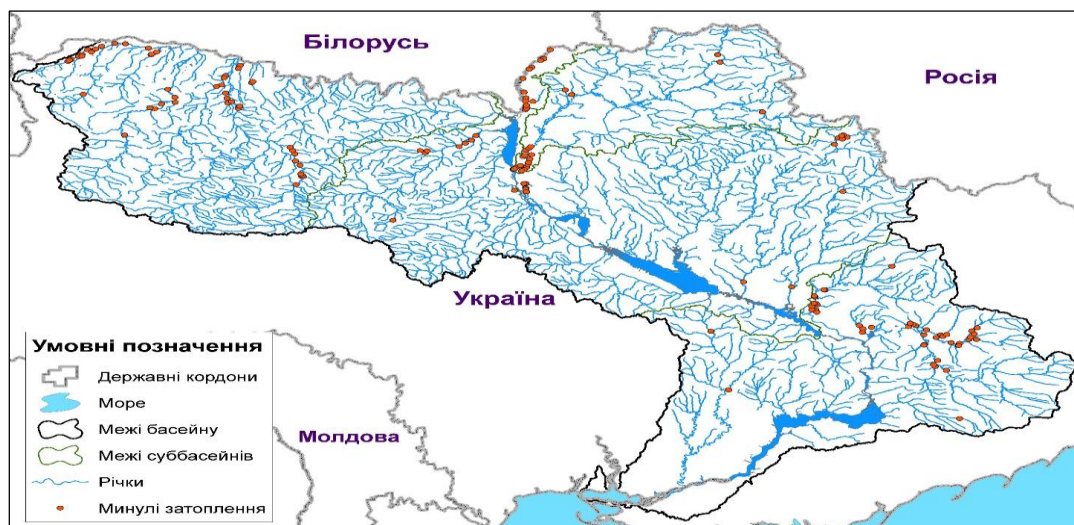 Білорусь
Росія
Україна
Молдова
Умовні позначення
Державні кордони
Море
Межі басейну
Межі суббасейнів
Річки
Минулі затоплення